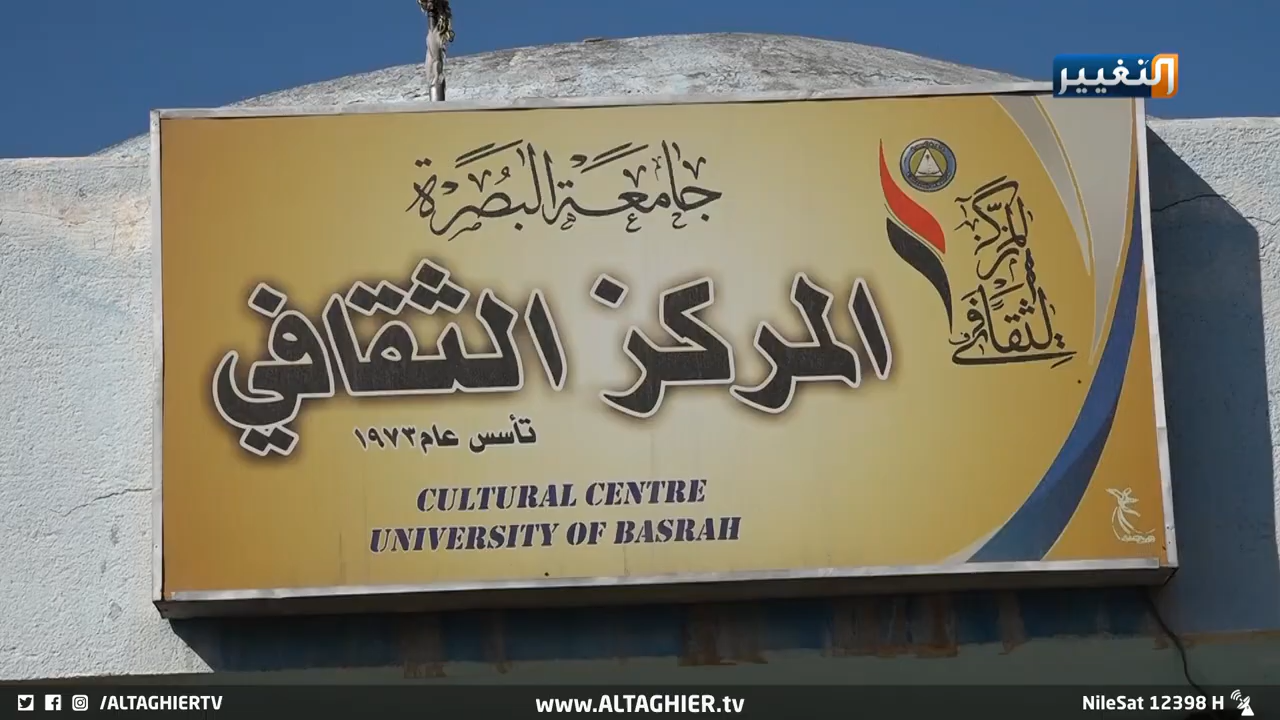 التغيير
جامعة البصرة
المركز الثقافي
المركز الثقافي
تأسس عام ١٩٧٣
CULTURAL CENTRE
UNIVERSITY OF BASRAH
/ALTAGHIERTV
www.ALTAGHIER.tv
NileSat 12398 H